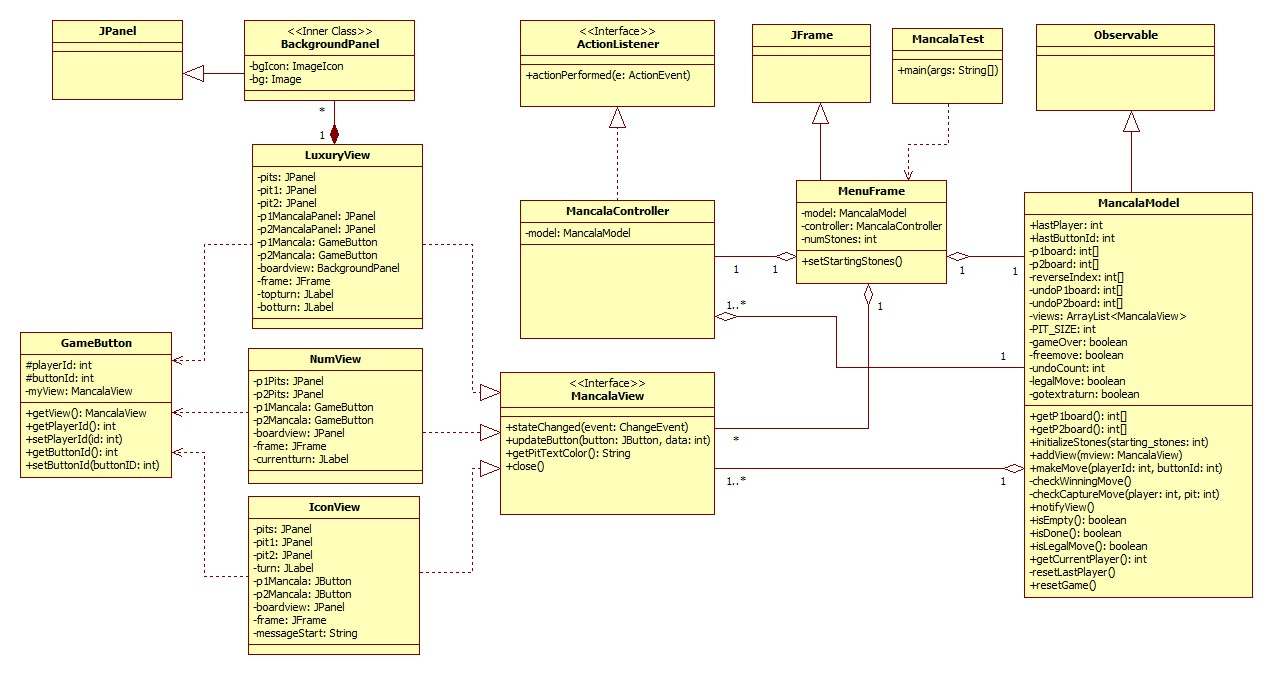 JPanel
<<Inner Class>>
BackgroundPanel
-bgIcon: ImageIcon
-bg: Image
<<Interface>>
ActionListener
+actionPerformed(e: ActionEvent)
JFrame
MancalaTest
+main(args: String[])
Observable
*
1
LuxuryView
-pits: JPanel
-pit1: JPanel
-pit2: JPanel
-p1MancalaPanel: JPanel
-p2MancalaPanel: JPanel
-p1Mancala: GameButton
-p2Mancala: GameButton
-boardview: BackgroundPanel
-frame: JFrame
-topturn: JLabel
-botturn: JLabel
MancalaController
-model: MancalaModel
MenuFrame
-model: MancalaModel
-controller: MancalaController
-numStones: int
+setStartingStones()
1
1
1
1
1
1..*
1
MancalaModel
+lastPlayer: int
+lastButtonId: int
-p1board: int[]
-p2board: int[]
-reverseIndex: int[]
-undoP1board: int[]
-undoP2board: int[]
-views: ArrayList<MancalaView>
-PIT_SIZE: int
-gameOver: boolean
-freemove: boolean
-undoCount: int
-legalMove: boolean
-gotextraturn: boolean
+getP1board(): int[]
+getP2board(): int[]
+initializeStones(starting_stones: int)
+addView(mview: MancalaView)
+makeMove(playerId: int, buttonId: int)
-checkWinningMove()
-checkCaptureMove(player: int, pit: int)
+notifyView()
+isEmpty(): boolean
+isDone(): boolean
+isLegalMove(): boolean
+getCurrentPlayer(): int
-resetLastPlayer()
+resetGame()
GameButton
#playerId: int
#buttonId: int
-myView: MancalaView
+getView(): MancalaView
+getPlayerId(): int
+setPlayerId(id: int)
+getButtonId(): int
+setButtonId(buttonID: int)
NumView
-p1Pits: JPanel
-p2Pits: JPanel
-p1Mancala: GameButton
-p2Mancala: GameButton
-boardview: JPanel
-frame: JFrame
-currentturn: JLabel
<<Interface>>
MancalaView
+stateChanged(event: ChangeEvent)
+updateButton(button: JButton, data: int)
+getPitTextColor(): String
+close()
*
1..*
1
IconView
-pits: JPanel
-pit1: JPanel
-pit2: JPanel
-turn: JLabel
-p1Mancala: JButton
-p2Mancala: JButton
-boardview: JPanel
-frame: JFrame
-messageStart: String